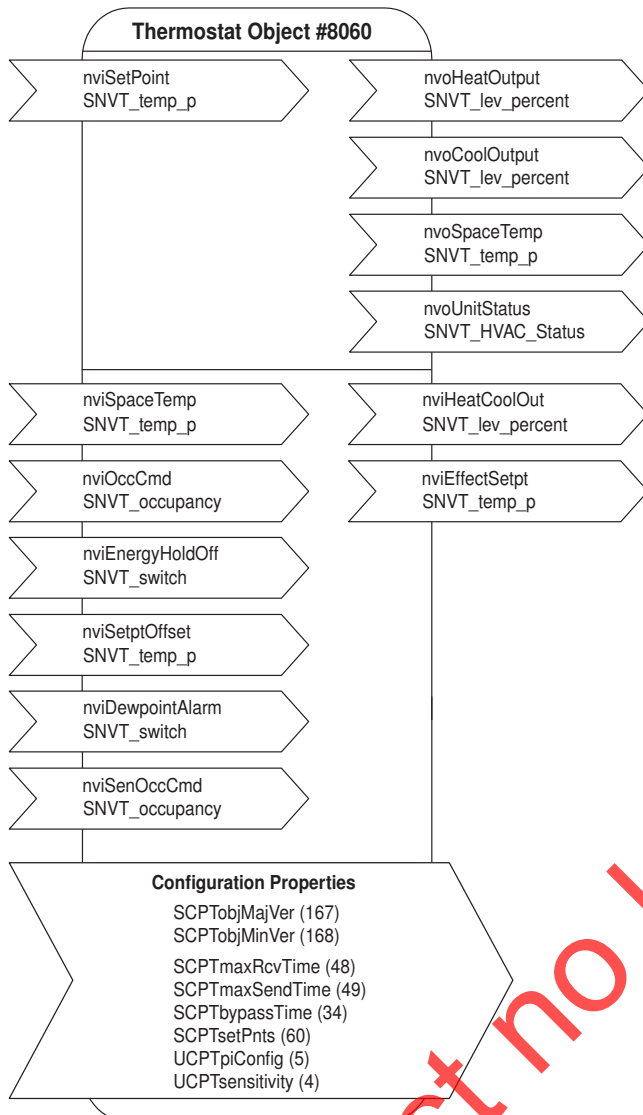 Thermostat Object #8060
nviSetPoint
SNVT_temp_p
nvoHeatOutput
SNVT_lev_percent
nvoCoolOutput
SNVT_lev_percent
nvoSpaceTemp
SNVT_temp_p
nvoUnitStatus
SNVT_HVAC_Status
nviSpaceTemp
SNVT_temp_p
nviHeatCoolOut
SNVT_lev_percent
nviOccCmd
SNVT_occupancy
nviEffectSetpt
SNVT_temp_p
nviEnergyHoldOff
SNVT_switch
nviSetptOffset
SNVT_temp_p
nviDewpointAlarm
SNVT_switch
nviSenOccCmd
SNVT_occupancy
Configuration Properties
SCPTobjMajVer (167)
SCPTobjMinVer (168)
SCPTmaxRcvTime (48)
SCPTmaxSendTime (49)
SCPTbypassTime (34)
SCPTsetPnts (60)
UCPTpiConfig (5)
UCPTsensitivity (4)
no